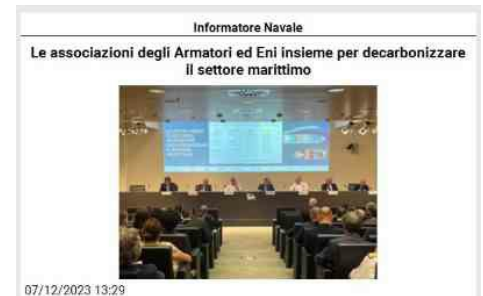 Informatore Navale
Le associazioni degli Armatori ed Eni insieme per decarbonizzare
il settore marittimo
07/12/2023 13:29